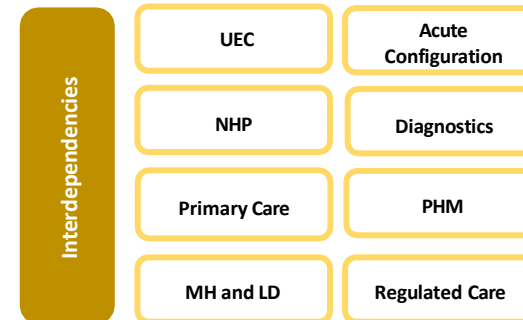 Interdependencies
UEC
Acute
Configuration
NHP
Diagnostics
Primary Care
PHM
MH and LD
Regulated Care